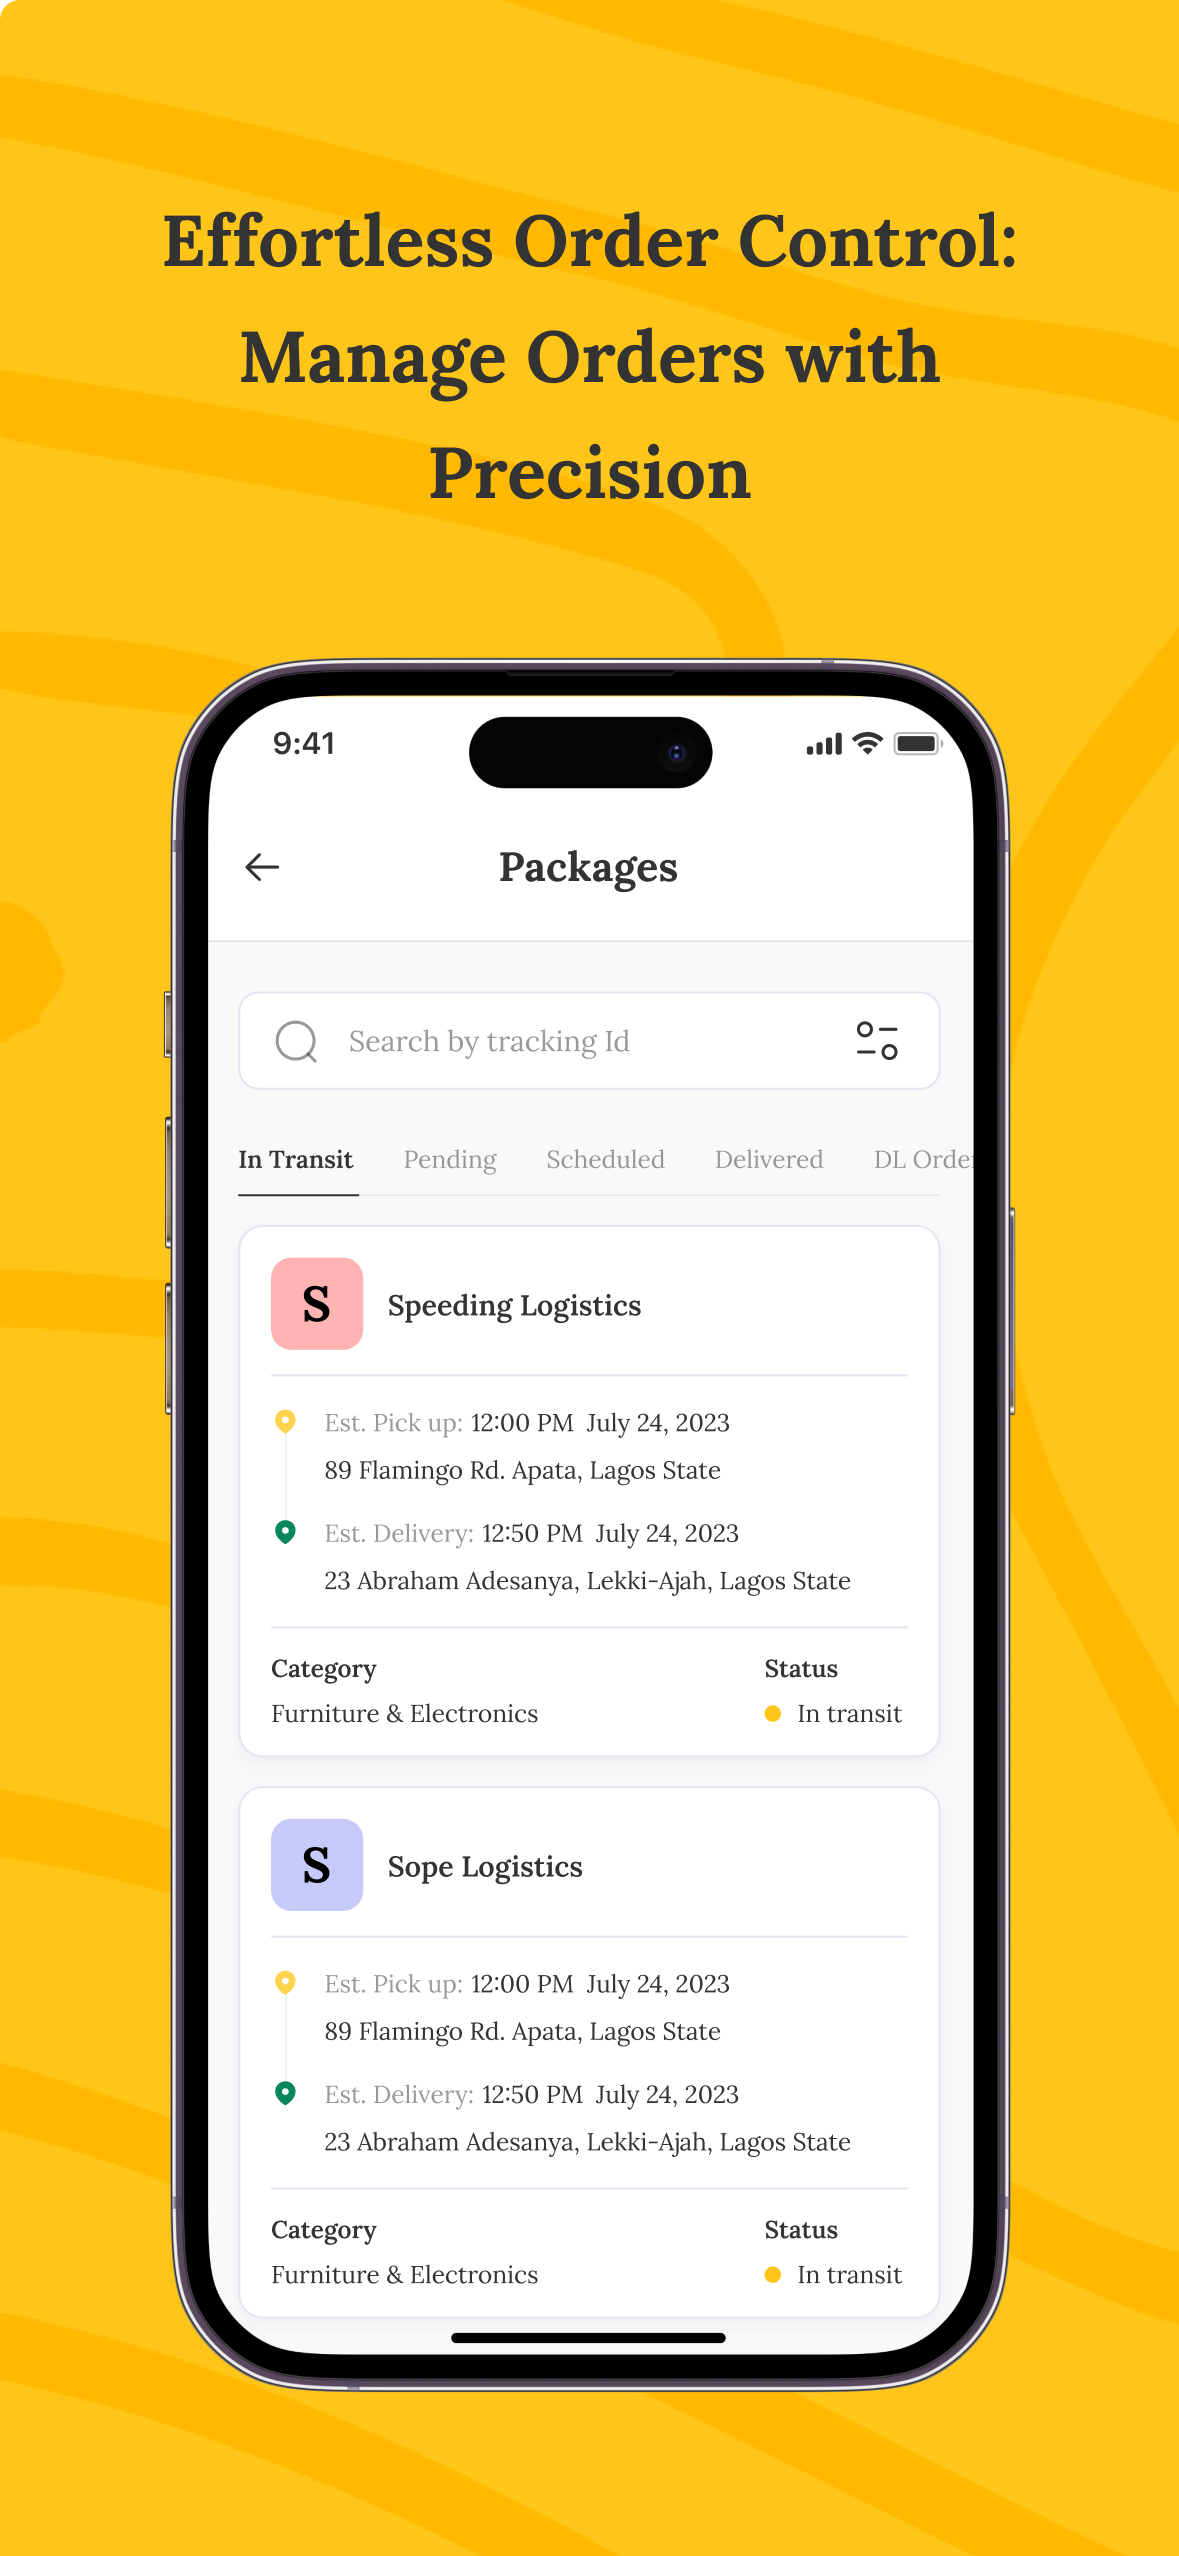 Effortless Order Control:
Manage Orders with
Precision
9:41
Packages
Search by tracking Id
In Transit Pending Scheduled Delivered DL Order
S Speeding Logistics
Est. Pick up: 12:00 PM July 24, 2023
89 Flamingo Rd. Apata, Lagos State
Est. Delivery: 12:50 PM July 24, 2023
23 Abraham Adesanya, Lekki-Ajah, Lagos State
Category Status
Furniture & Electronics In transit
S Sope Logistics
Est. Pick up: 12:00 PM July 24, 2023
89 Flamingo Rd. Apata, Lagos State
Est. Delivery: 12:50 PM July 24, 2023
23 Abraham Adesanya, Lekki-Ajah, Lagos State
Category Status
Furniture & Electronics In transit